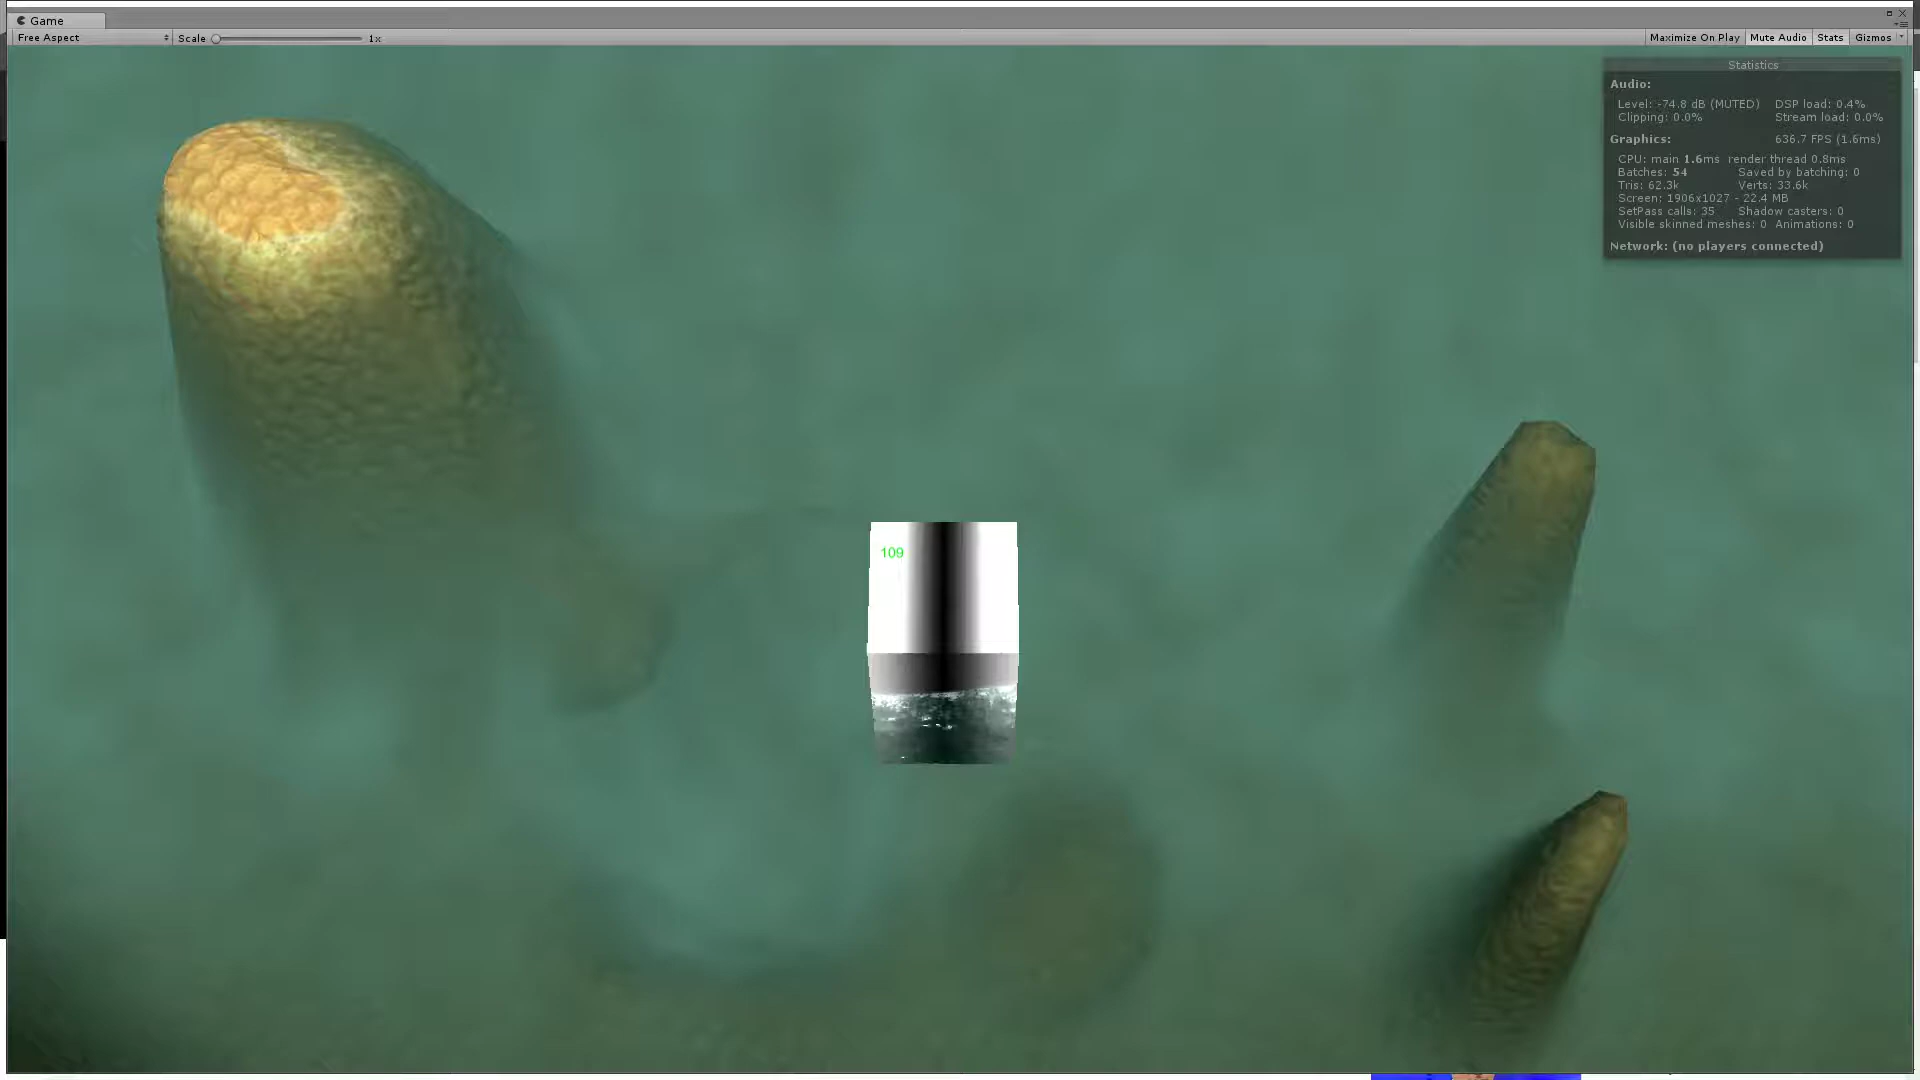 Game
Free Aspect Scale 1x Maximize On Play Mute Audio Stats Gizmos
Statistics
Audio:
Level: -74.8 dB (MUTED) DSP load: 0.4%
Clipping: 0.0% Stream load: 0.0%
Graphics: 636.7 FPS (1.6ms)
CPU: main 1.6ms render thread 0.8ms
Batches: 54 Saved by batching: 0
Tris: 62.3k Verts: 33.6k
Screen: 1906x1027 - 22.4 MB
SetPass calls: 35 Shadow casters: 0
Visible skinned meshes: 0 Animations: 0
Network: (no players connected)
109